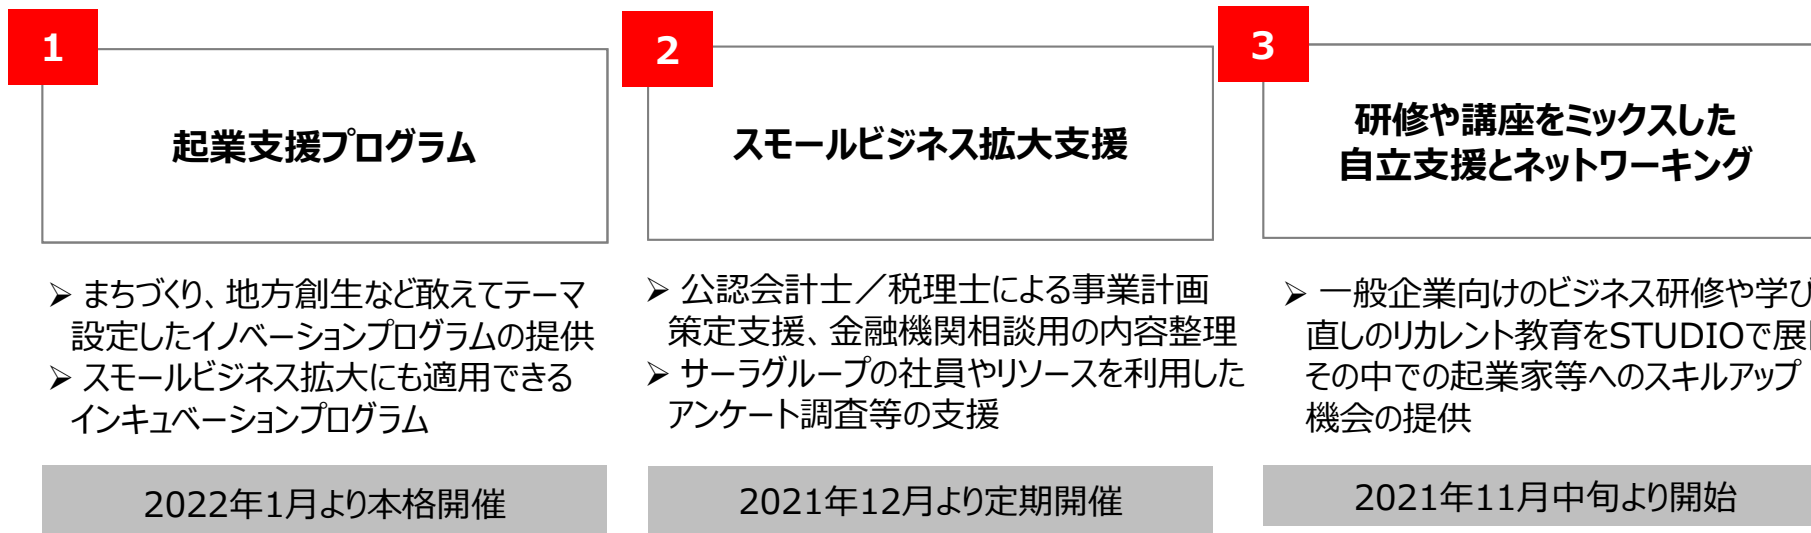 1
起業支援プログラム
➢ まちづくり、地方創生など敢えてテーマ
設定したイノベーションプログラムの提供
➢ スモールビジネス拡大にも適用できる
インキュベーションプログラム
2022年1月より本格開催
2
スモールビジネス拡大支援
➢ 公認会計士／税理士による事業計画
策定支援、金融機関相談用の内容整理
➢ サーラグループの社員やリソースを利用した
アンケート調査等の支援
2021年12月より定期開催
3
研修や講座をミックスした
自立支援とネットワーキング
➢ 一般企業向けのビジネス研修や学び
直しのリカレント教育をSTUDIOで展
その中での起業家等へのスキルアップ
機会の提供
2021年11月中旬より開始